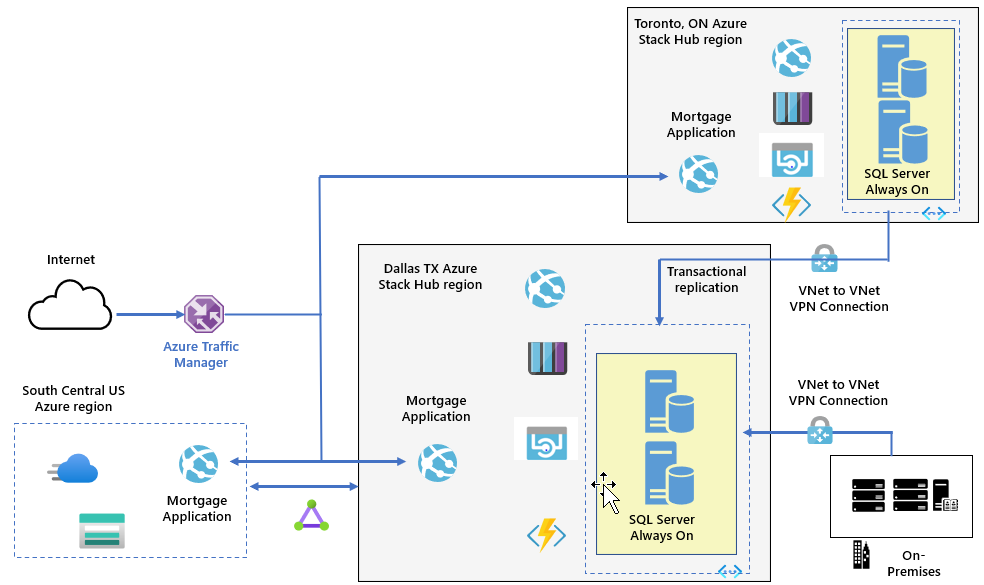 Toronto, ON Azure
Stack Hub region
Mortgage
Application
SQL Server
Always On
Internet
Azure Traffic
Manager
Dallas TX Azure
Stack Hub region
Transactional
replication
VNet to VNet
VPN Connection
South Central US
Azure region
Mortgage
Application
Mortgage
Application
SQL Server
Always On
VNet to VNet
VPN Connection
On-
Premises